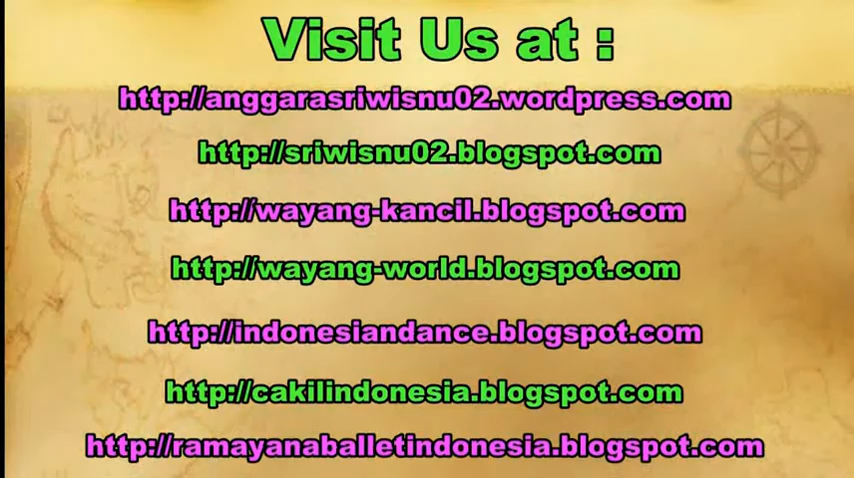 Visit Us at :
http://anggarasriwisnu02.wordpress.com
http://sriwisnu02.blogspot.com
http://wayang-kancil.blogspot.com
http://wayang-world.blogspot.com
http://indonesiandance.blogspot.com
http://cakilindonesia.blogspot.com
http://ramayanaballetindonesia.blogspot.com